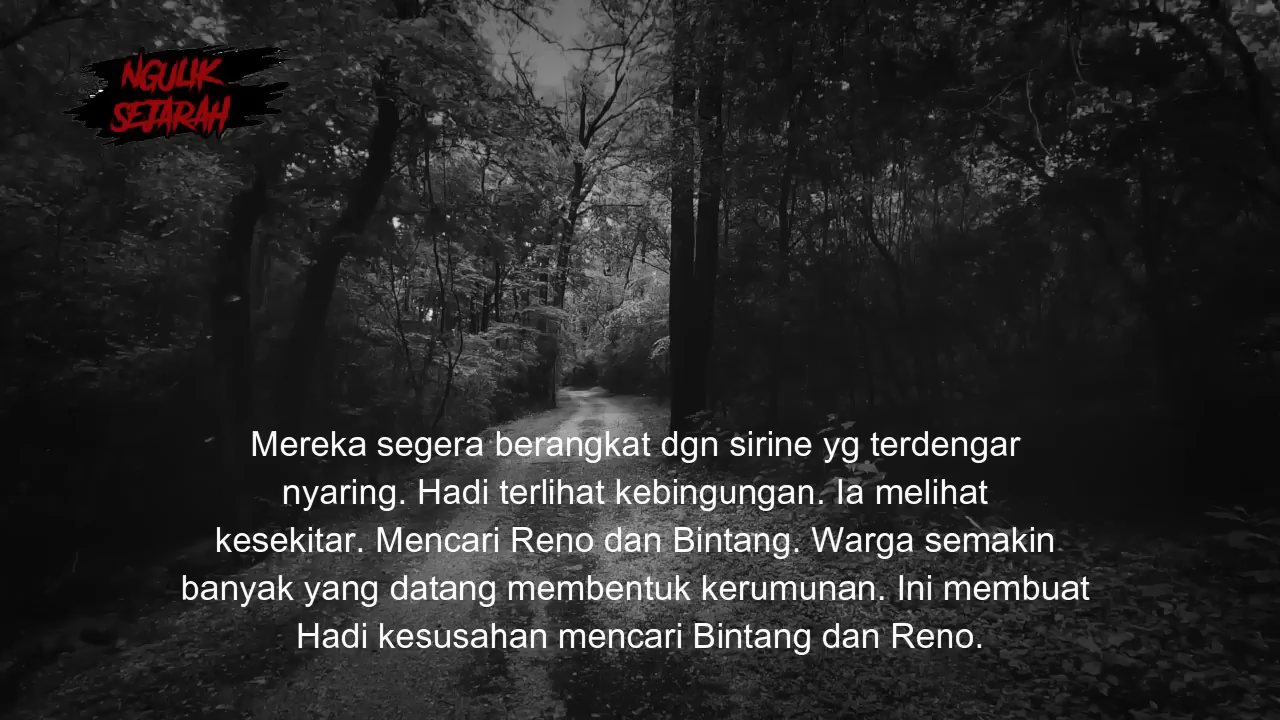 NGULIK
SEJARAH
Mereka segera berangkat dgn sirine yg terdengar
nyaring. Hadi terlihat kebingungan. Ia melihat
kesekitar. Mencari Reno dan Bintang. Warga semakin
banyak yang datang membentuk kerumunan. Ini membuat
Hadi kesusahan mencari Bintang dan Reno.